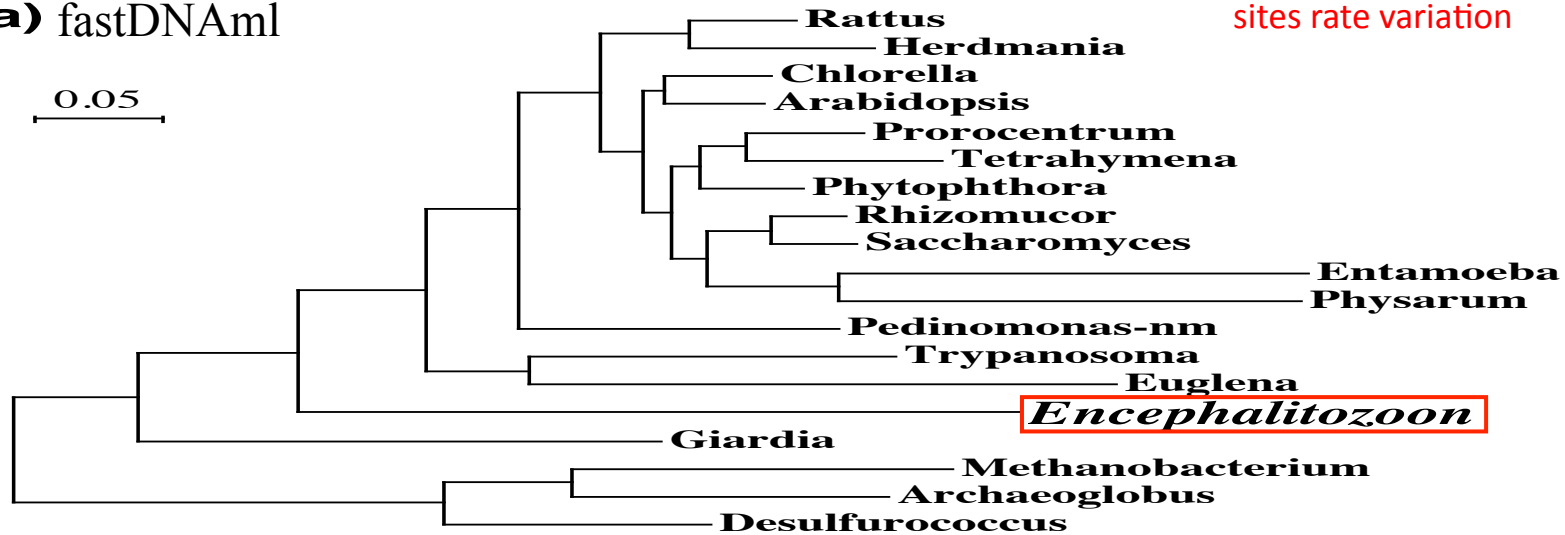 a) fastDNAml
sites rate variation
0.05
Rattus
Herdmania
Chlorella
Arabidopsis
Prorocentrum
Tetrahymena
Phytophthora
Rhizomucor
Saccharomyces
Entamoeba
Physarum
Pedinomonas-nm
Trypanosoma
Euglena
Encephalitozoon
Giardia
Methanobacterium
Archaeoglobus
Desulfurococcus